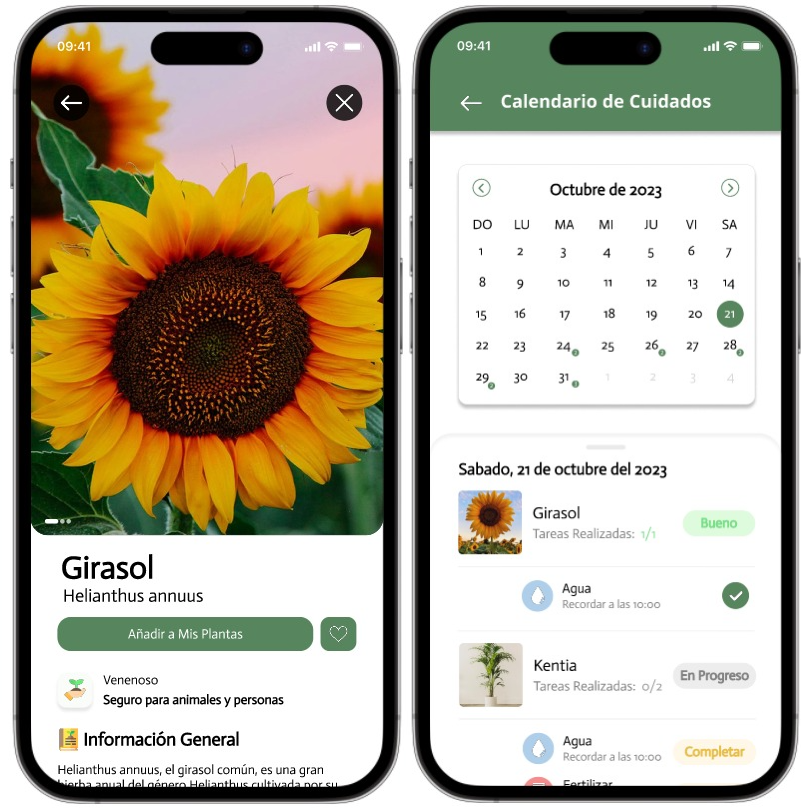 09:41
Girasol
Helianthus annuus
Añadir a Mis Plantas
Venenoso
Seguro para animales y personas
Información General
Helianthus annuus, el girasol común, es una gran
hierba anual del género Helianthus cultivada por su
09:41
Calendario de Cuidados
Octubre de 2023
DO LU MA MI JU VI SA
1 2 3 4 5 6 7
8 9 10 11 12 13 14
15 16 17 18 19 20 21
22 23 24 25 26 27 28
29 30 31 1 2 3 4
Sabado, 21 de octubre del 2023
Girasol
Tareas Realizadas: 1/1
Bueno
Agua
Recordar a las 10:00
Kentia
Tareas Realizadas: 0/2
En Progreso
Agua
Recordar a las 10:00
Completar
Fertilizar